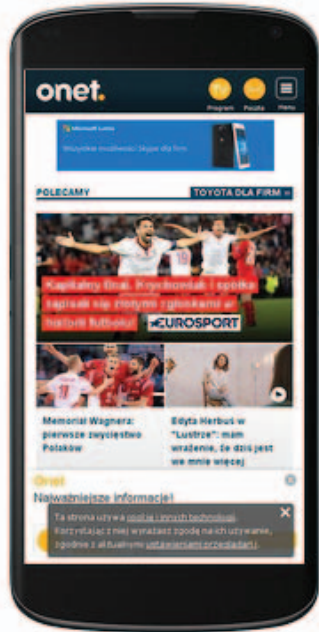 onet.
Program Poczta Menu
Microsoft Lumia
Wszystkie możliwości Skype dla firm
POLECAMY TOYOTA DLA FIRM »
Kapitalny finał. Krychowiak i spółka
zapisali się złotymi zgłoskami w
historii futbolu! EUROSPORT
Memoriał Wagnera:
pierwsze zwycięstwo
Polaków
Edyta Herbuś w
"Lustrze": mam
wrażenie, że dziś jest
we mnie więcej
Onet
Najważniejsze informacje!
Ta strona używa cookie i innych technologii.
Korzystając z niej wyrażasz zgodę na ich używanie,
zgodnie z aktualnymi ustawieniami przeglądarki.